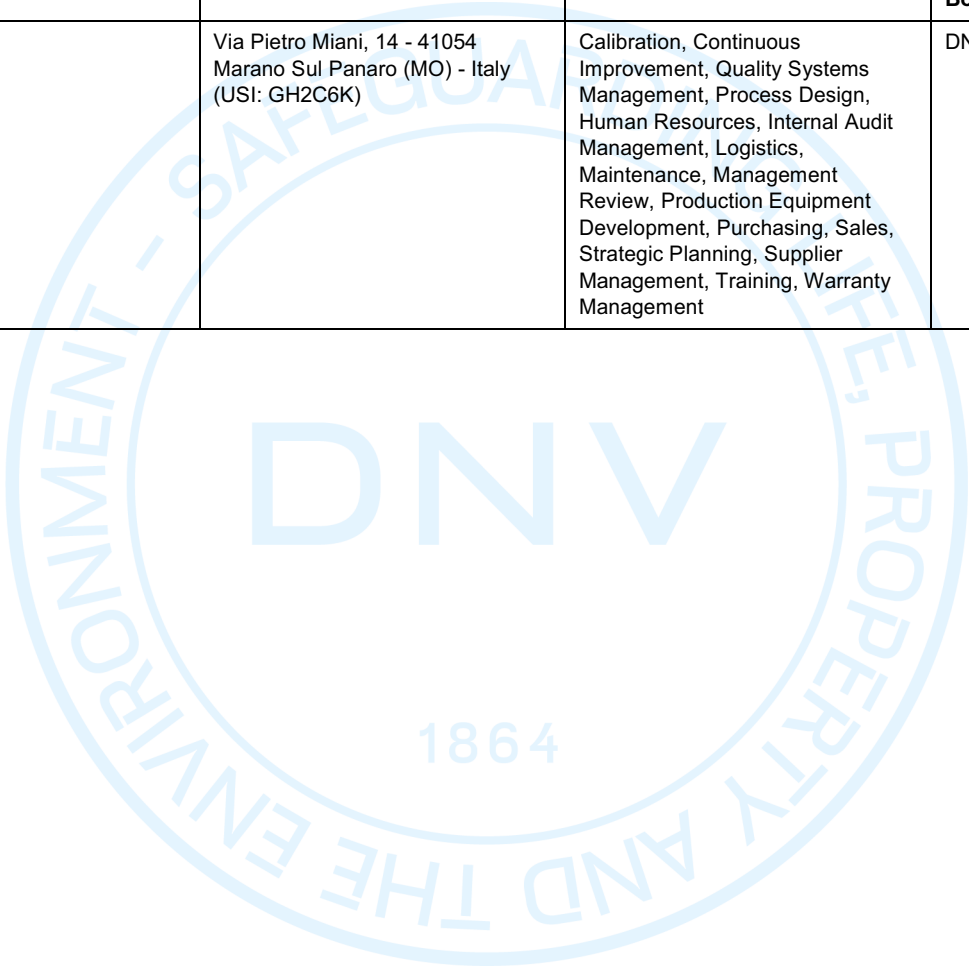 Bo
Via Pietro Miani, 14 - 41054
Marano Sul Panaro (MO) - Italy
(USI: GH2C6K)
Calibration, Continuous
Improvement, Quality Systems
Management, Process Design,
Human Resources, Internal Audit
Management, Logistics,
Maintenance, Management
Review, Production Equipment
Development, Purchasing, Sales,
Strategic Planning, Supplier
Management, Training, Warranty
Management
DN
SAFEGUARDING LIFE, PROPERTY AND THE ENVIRONMENT -
DNV
1864